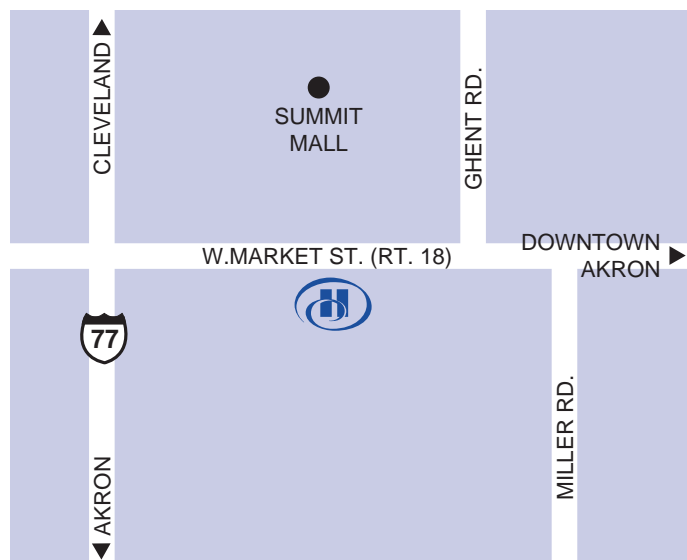 CLEVELAND
SUMMIT
MALL
GHENT RD.
W.MARKET ST. (RT. 18)
DOWNTOWN
AKRON
H
77
AKRON
MILLER RD.